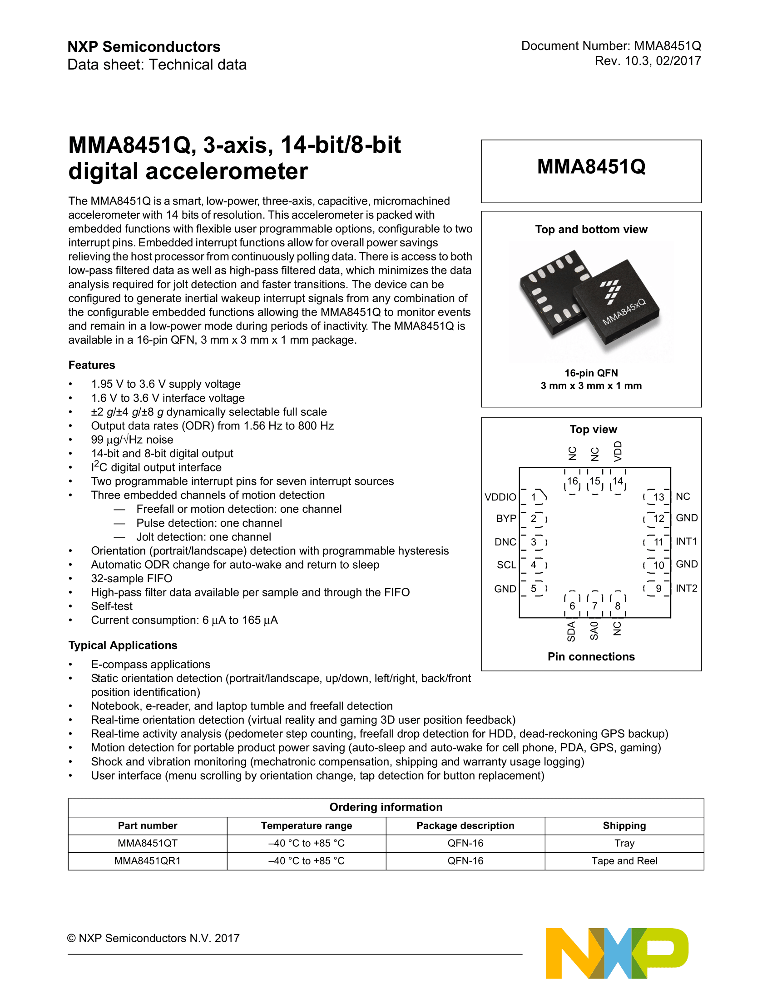 NXP Semiconductors
Data sheet: Technical data
Document Number: MMA8451Q
Rev. 10.3, 02/2017
MMA8451Q, 3-axis, 14-bit/8-bit
digital accelerometer
The MMA8451Q is a smart, low-power, three-axis, capacitive, micromachined
accelerometer with 14 bits of resolution. This accelerometer is packed with
embedded functions with flexible user programmable options, configurable to two
interrupt pins. Embedded interrupt functions allow for overall power savings
relieving the host processor from continuously polling data. There is access to both
low-pass filtered data as well as high-pass filtered data, which minimizes the data
analysis required for jolt detection and faster transitions. The device can be
configured to generate inertial wakeup interrupt signals from any combination of
the configurable embedded functions allowing the MMA8451Q to monitor events
and remain in a low-power mode during periods of inactivity. The MMA8451Q is
available in a 16-pin QFN, 3 mm x 3 mm x 1 mm package.
Features
• 1.95 V to 3.6 V supply voltage
• 1.6 V to 3.6 V interface voltage
• ±2 g/±4 g/±8 g dynamically selectable full scale
• Output data rates (ODR) from 1.56 Hz to 800 Hz
• 99 µg/√Hz noise
• 14-bit and 8-bit digital output
• I²C digital output interface
• Two programmable interrupt pins for seven interrupt sources
• Three embedded channels of motion detection
— Freefall or motion detection: one channel
— Pulse detection: one channel
— Jolt detection: one channel
• Orientation (portrait/landscape) detection with programmable hysteresis
• Automatic ODR change for auto-wake and return to sleep
• 32-sample FIFO
• High-pass filter data available per sample and through the FIFO
• Self-test
• Current consumption: 6 µA to 165 µA
Typical Applications
• E-compass applications
• Static orientation detection (portrait/landscape, up/down, left/right, back/front
position identification)
• Notebook, e-reader, and laptop tumble and freefall detection
• Real-time orientation detection (virtual reality and gaming 3D user position feedback)
• Real-time activity analysis (pedometer step counting, freefall drop detection for HDD, dead-reckoning GPS backup)
• Motion detection for portable product power saving (auto-sleep and auto-wake for cell phone, PDA, GPS, gaming)
• Shock and vibration monitoring (mechatronic compensation, shipping and warranty usage logging)
• User interface (menu scrolling by orientation change, tap detection for button replacement)
MMA8451Q
Top and bottom view
MMA845xQ
16-pin QFN
3 mm x 3 mm x 1 mm
Top view
NC NC VDD
16 15 14
VDDIO 1 13 NC
BYP 2 12 GND
DNC 3 11 INT1
SCL 4 10 GND
GND 5 9 INT2
6 7 8
SDA SA0 NC
Pin connections
Ordering information
Part number Temperature range Package description Shipping
MMA8451QT –40 °C to +85 °C QFN-16 Tray
MMA8451QR1 –40 °C to +85 °C QFN-16 Tape and Reel
© NXP Semiconductors N.V. 2017
NXP